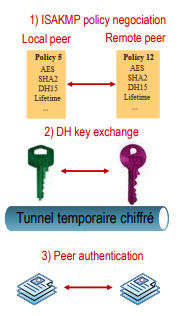 1) ISAKMP policy negociation
Local peer
Remote peer
Policy 5
AES
SHA2
DH15
Lifetime
...
Policy 12
AES
SHA2
DH15
Lifetime
...
2) DH key exchange
Tunnel temporaire chiffré
3) Peer authentication